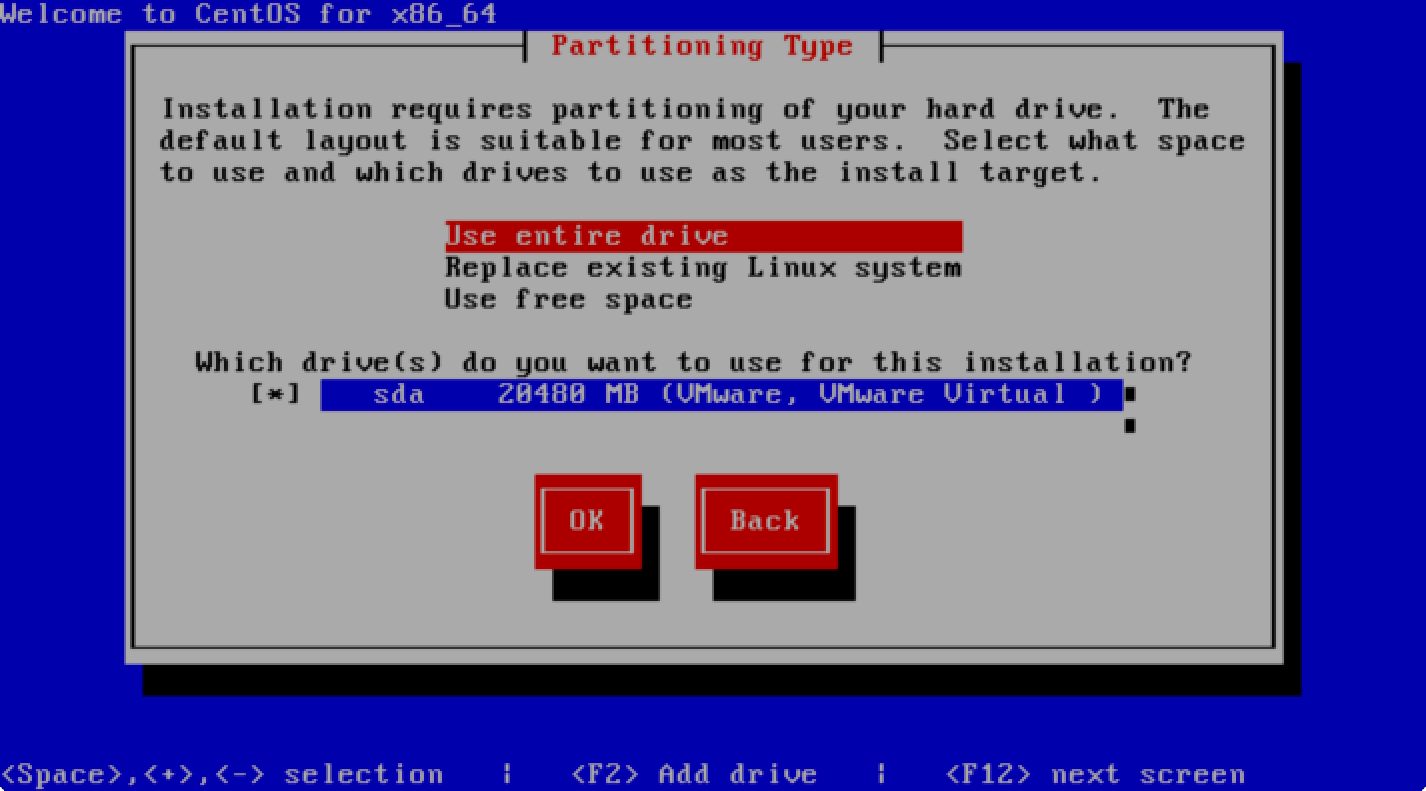 Welcome to CentOS for x86_64
Partitioning Type
Installation requires partitioning of your hard drive.  The
default layout is suitable for most users.  Select what space
to use and which drives to use as the install target.
Use entire drive
Replace existing Linux system
Use free space
Which drive(s) do you want to use for this installation?
[*]    sda    20480 MB (VMware, VMware Virtual )
OK    Back
<Space>,<+>,<-> selection   |   <F2> Add drive   |   <F12> next screen